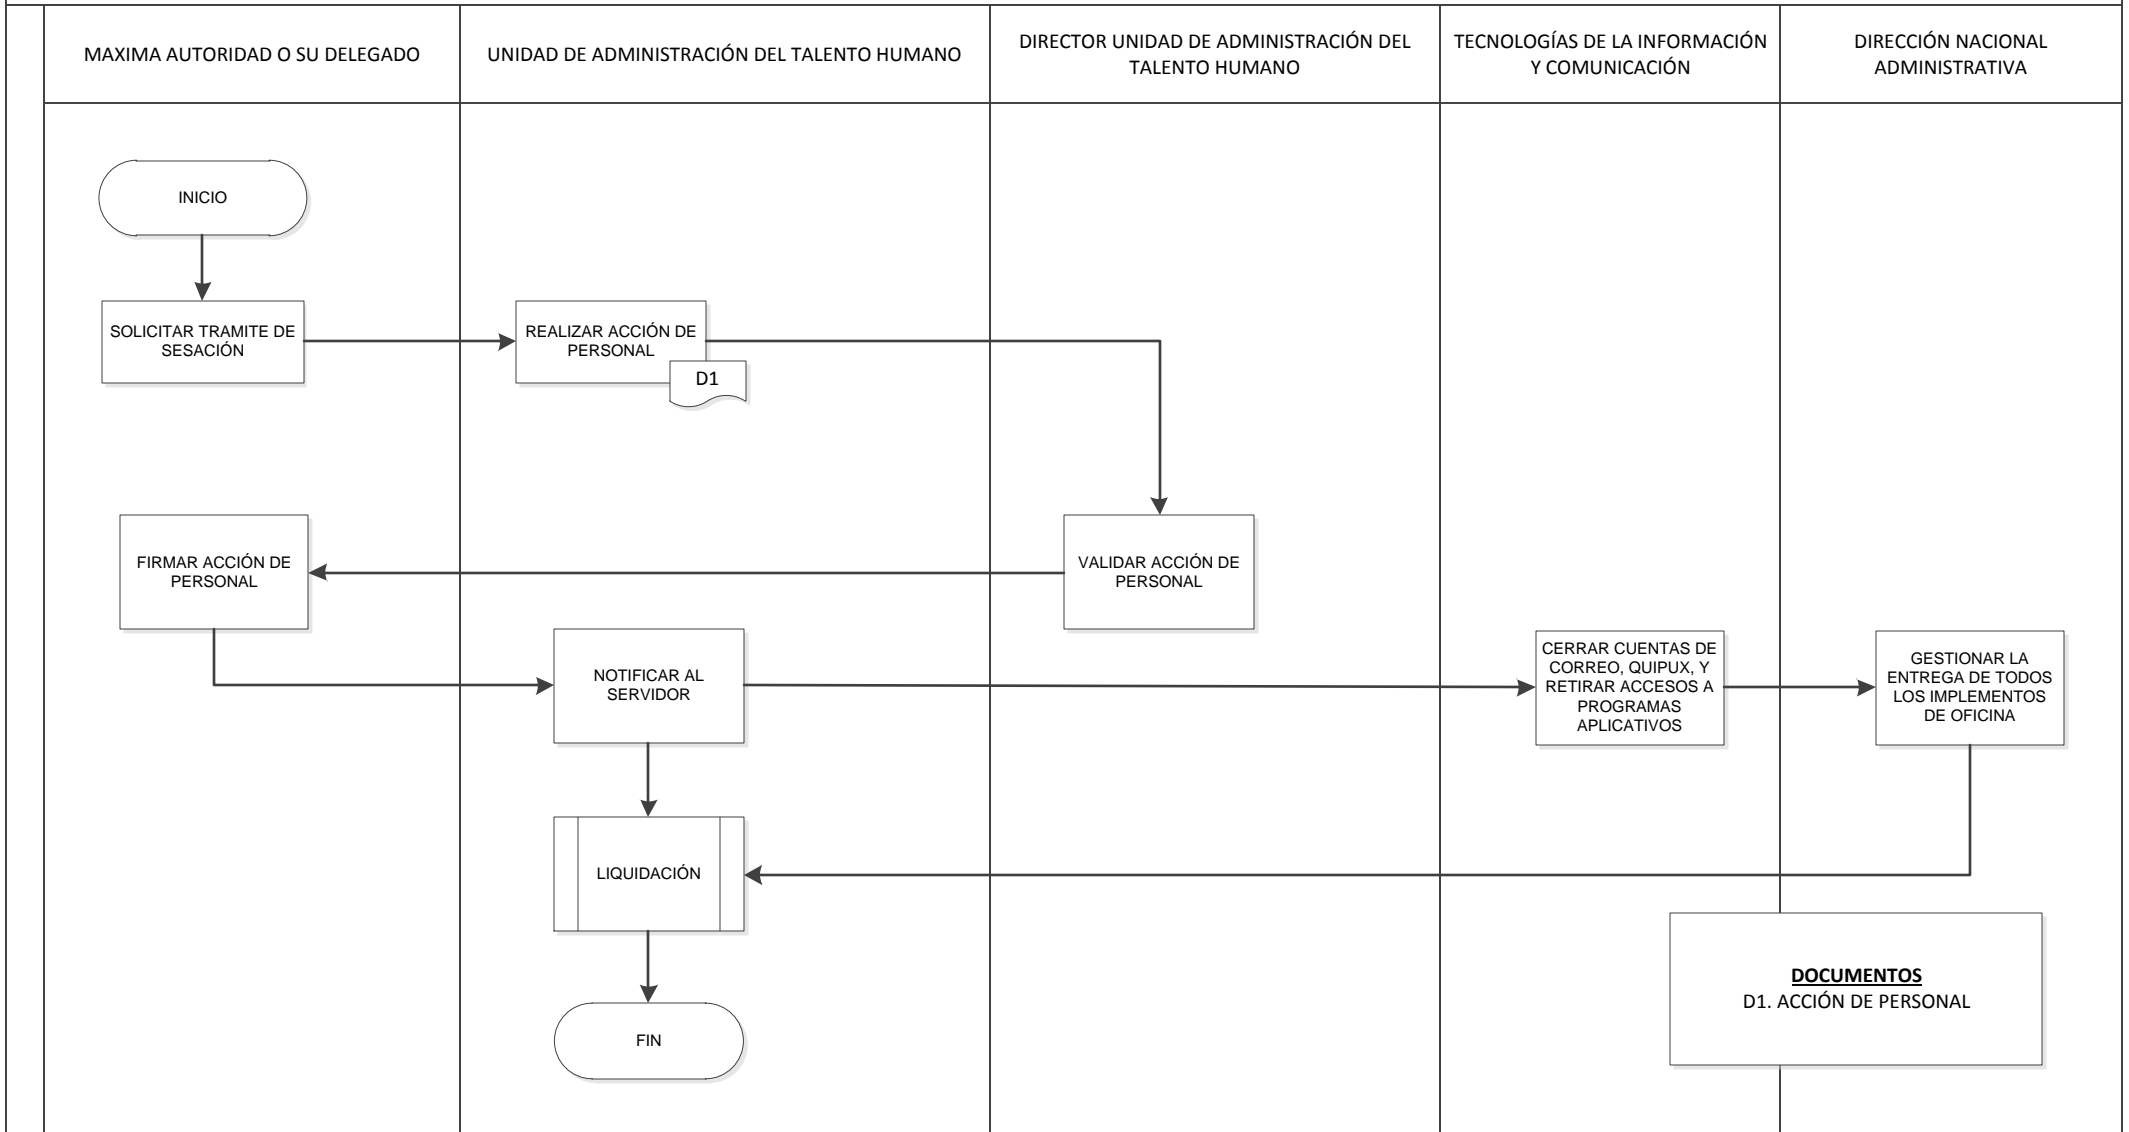 MAXIMA AUTORIDAD O SU DELEGADO
UNIDAD DE ADMINISTRACIÓN DEL TALENTO HUMANO
DIRECTOR UNIDAD DE ADMINISTRACIÓN DEL
TALENTO HUMANO
TECNOLOGÍAS DE LA INFORMACIÓN
Y COMUNICACIÓN
DIRECCIÓN NACIONAL
ADMINISTRATIVA
INICIO
SOLICITAR TRAMITE DE
SESACIÓN
REALIZAR ACCIÓN DE
PERSONAL
D1
FIRMAR ACCIÓN DE
PERSONAL
VALIDAR ACCIÓN DE
PERSONAL
NOTIFICAR AL
SERVIDOR
CERRAR CUENTAS DE
CORREO, QUIPUX, Y
RETIRAR ACCESOS A
PROGRAMAS
APLICATIVOS
GESTIONAR LA
ENTREGA DE TODOS
LOS IMPLEMENTOS
DE OFICINA
LIQUIDACIÓN
DOCUMENTOS
D1. ACCIÓN DE PERSONAL
FIN